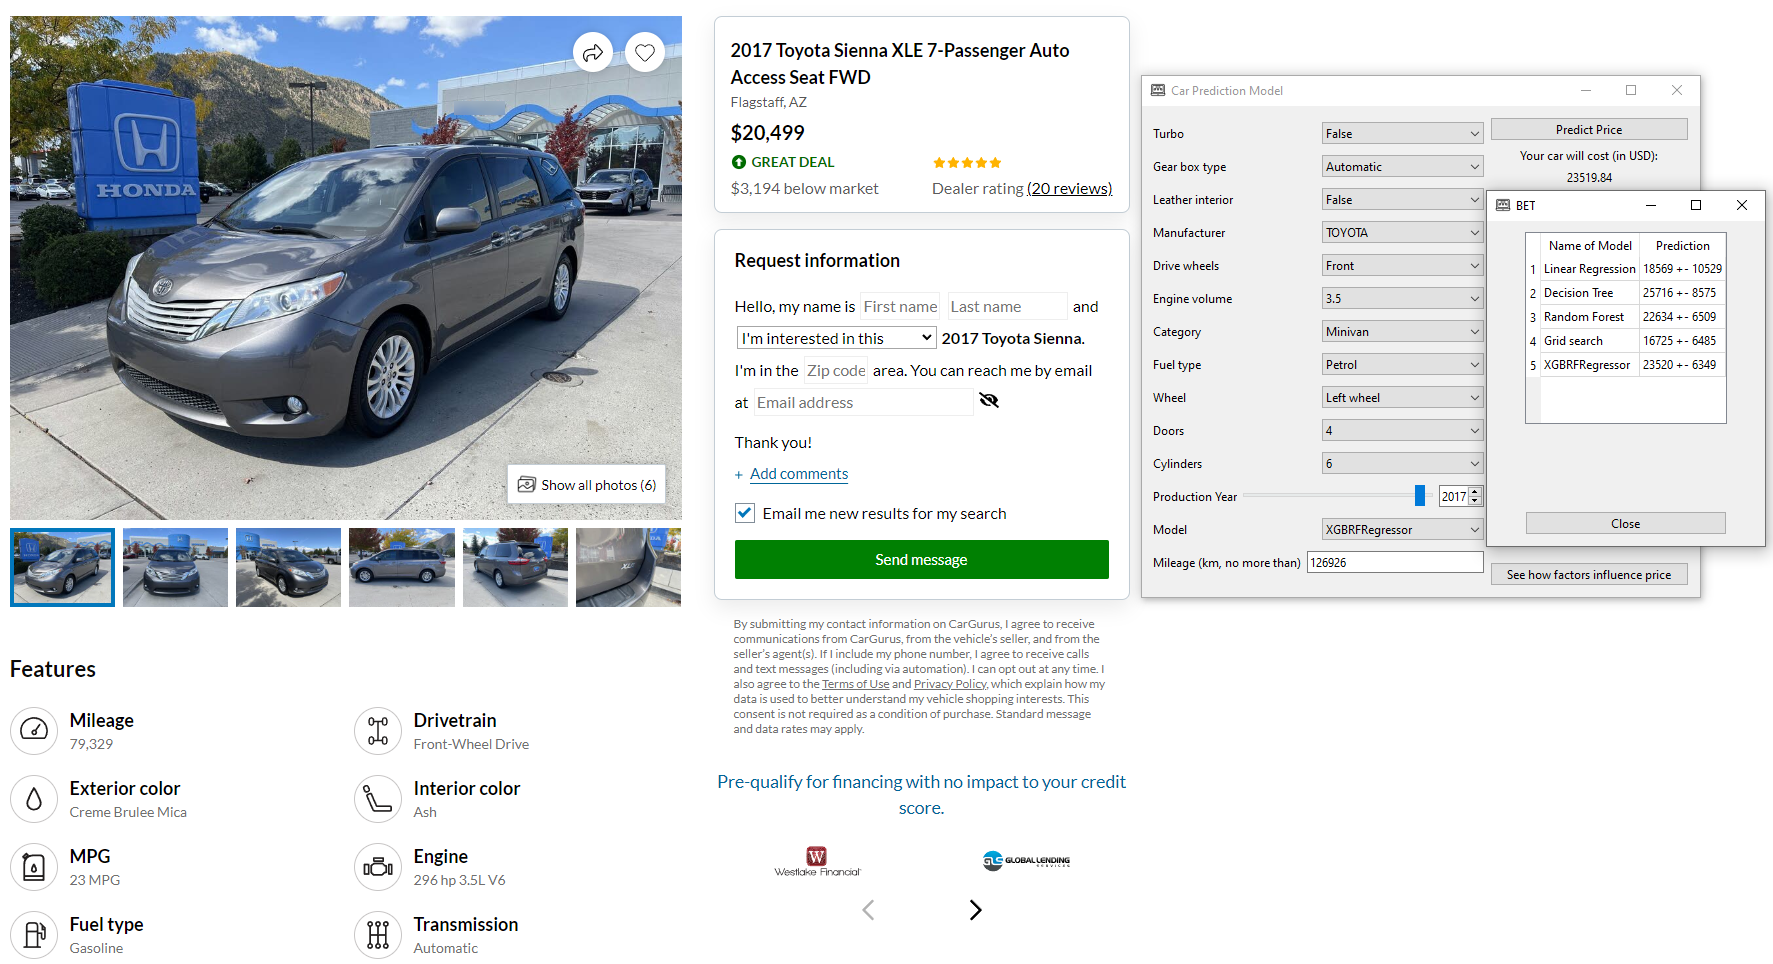 HONDA
Show all photos (6)
XLE
Features
Mileage
79,329
Drivetrain
Front-Wheel Drive
Exterior color
Creme Brulee Mica
Interior color
Ash
MPG
23 MPG
Engine
296 hp 3.5L V6
Fuel type
Gasoline
Transmission
Automatic
2017 Toyota Sienna XLE 7-Passenger Auto
Access Seat FWD
Flagstaff, AZ
$20,499
GREAT DEAL
$3,194 below market
Dealer rating (20 reviews)
Request information
Hello, my name is First name Last name and
I'm interested in this 2017 Toyota Sienna.
I'm in the Zip code area. You can reach me by email
at Email address
Thank you!
+ Add comments
Email me new results for my search
Send message
By submitting my contact information on CarGurus, I agree to receive
communications from CarGurus, from the vehicle's seller, and from the
seller's agent(s). If I include my phone number, I agree to receive calls
and text messages (including via automation). I can opt out at any time. I
also agree to the Terms of Use and Privacy Policy, which explain how my
data is used to better understand my vehicle shopping interests. This
consent is not required as a condition of purchase. Standard message
and data rates may apply.
Pre-qualify for financing with no impact to your credit
score.
W
Westlake Financial
GLS GLOBAL LENDING
SERVICES
Car Prediction Model
Turbo False
Gear box type Automatic
Leather interior False
Manufacturer TOYOTA
Drive wheels Front
Engine volume 3.5
Category Minivan
Fuel type Petrol
Wheel Left wheel
Doors 4
Cylinders 6
Production Year 2017
Model XGBRFRegressor
Mileage (km, no more than) 126926
Predict Price
Your car will cost (in USD):
23519.84
See how factors influence price
BET
Name of Model Prediction
1 Linear Regression 18569 +- 10529
2 Decision Tree 25716 +- 8575
3 Random Forest 22634 +- 6509
4 Grid search 16725 +- 6485
5 XGBRFRegressor 23520 +- 6349
Close